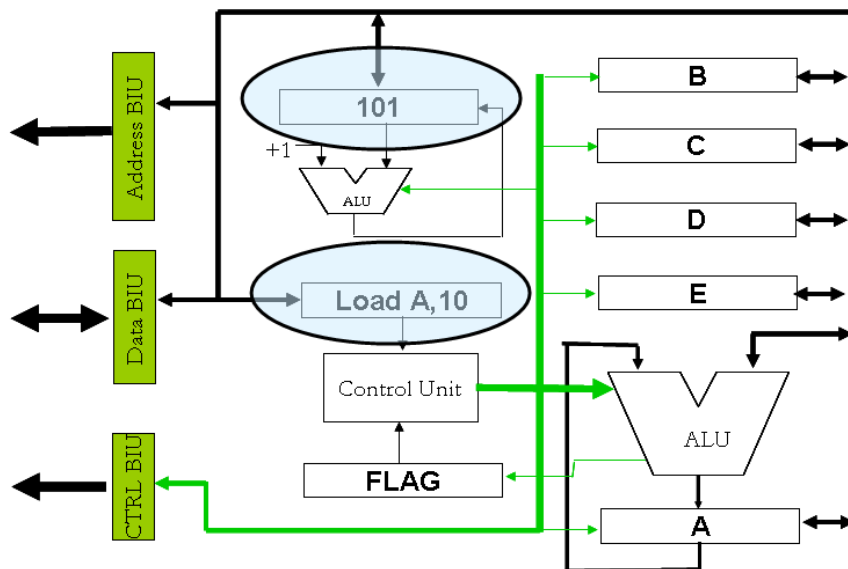 Address BIU
101
+1
ALU
B
C
D
E
Data BIU
Load A,10
Control Unit
ALU
CTRL BIU
FLAG
A